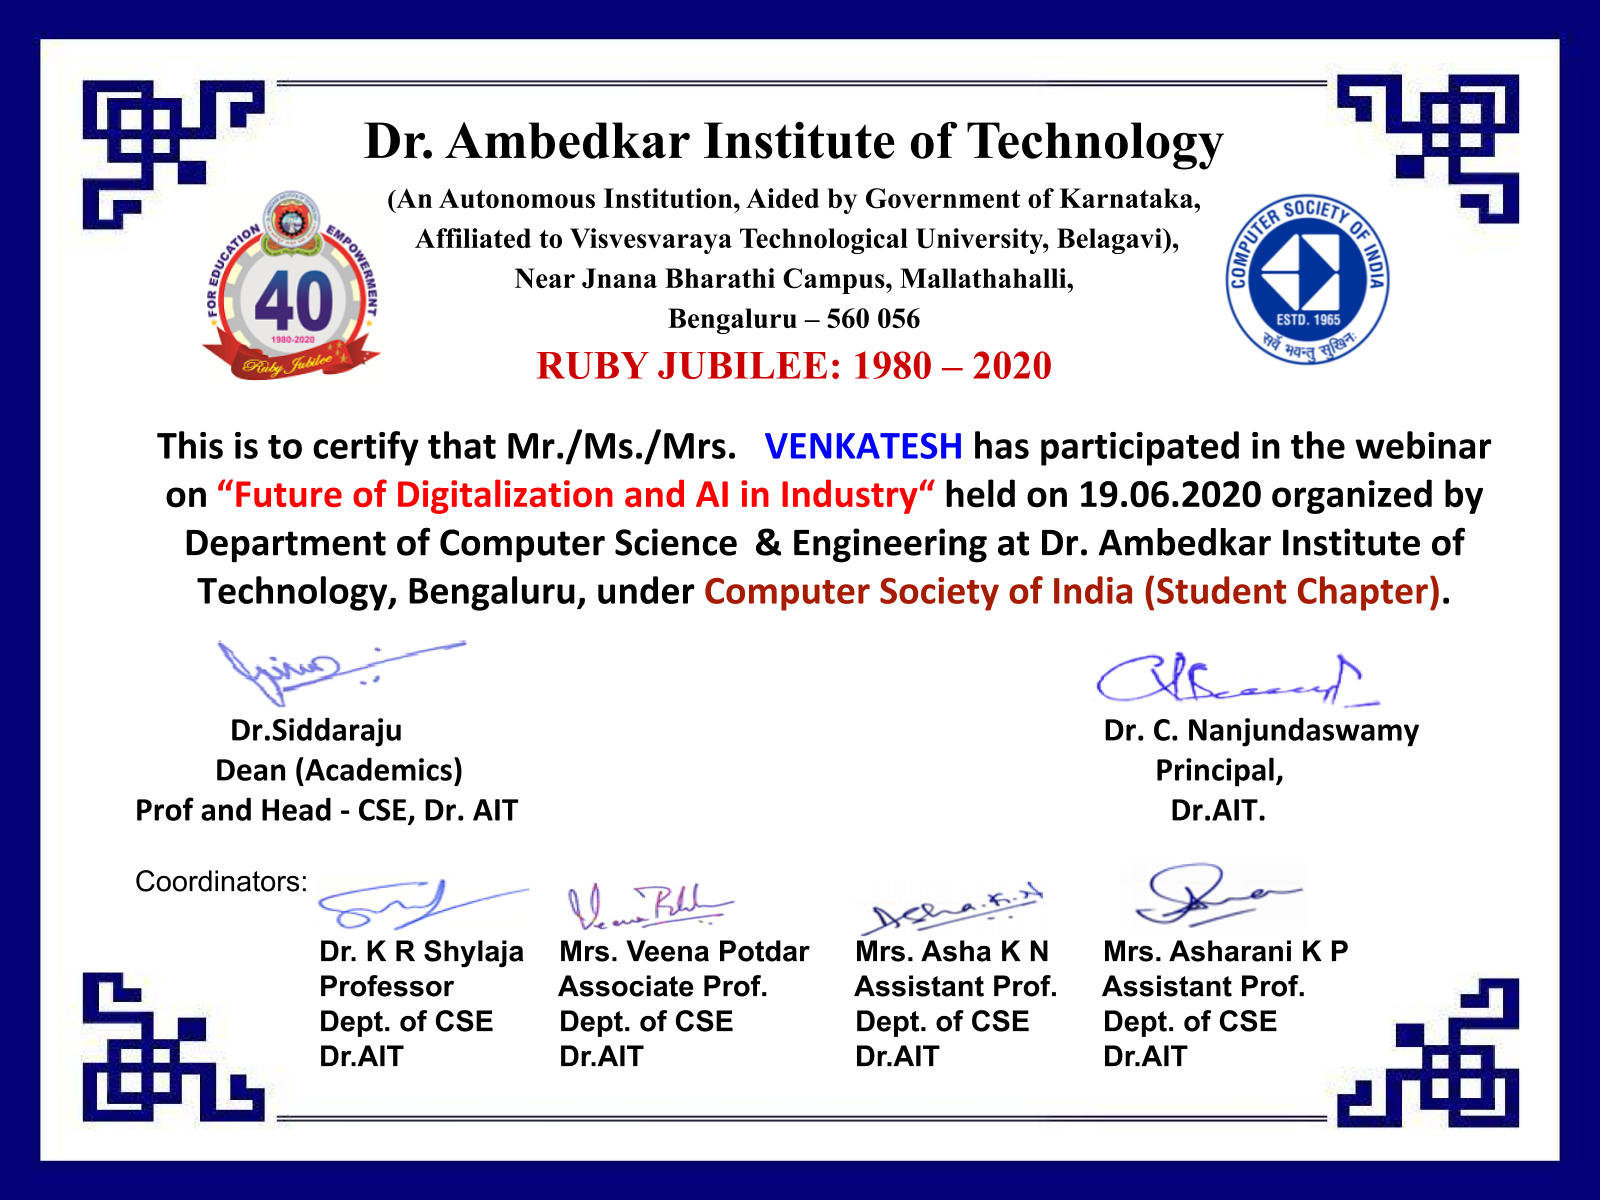 Dr. Ambedkar Institute of Technology
(An Autonomous Institution, Aided by Government of Karnataka,
Affiliated to Visvesvaraya Technological University, Belagavi),
Near Jnana Bharathi Campus, Mallathahalli,
Bengaluru – 560 056
RUBY JUBILEE: 1980 – 2020
FOR EDUCATION EMPOWERMENT
40
1980-2020
Ruby Jubilee
COMPUTER SOCIETY OF INDIA
ESTD. 1965
सर्वे भवन्तु सुखिनः
This is to certify that Mr./Ms./Mrs. VENKATESH has participated in the webinar
on “Future of Digitalization and AI in Industry“ held on 19.06.2020 organized by
Department of Computer Science & Engineering at Dr. Ambedkar Institute of
Technology, Bengaluru, under Computer Society of India (Student Chapter).
Dr.Siddaraju
Dean (Academics)
Prof and Head - CSE, Dr. AIT
Dr. C. Nanjundaswamy
Principal,
Dr.AIT.
Coordinators:
Veena Asha.K.N
Dr. K R Shylaja Mrs. Veena Potdar Mrs. Asha K N Mrs. Asharani K P
Professor Associate Prof. Assistant Prof. Assistant Prof.
Dept. of CSE Dept. of CSE Dept. of CSE Dept. of CSE
Dr.AIT Dr.AIT Dr.AIT Dr.AIT